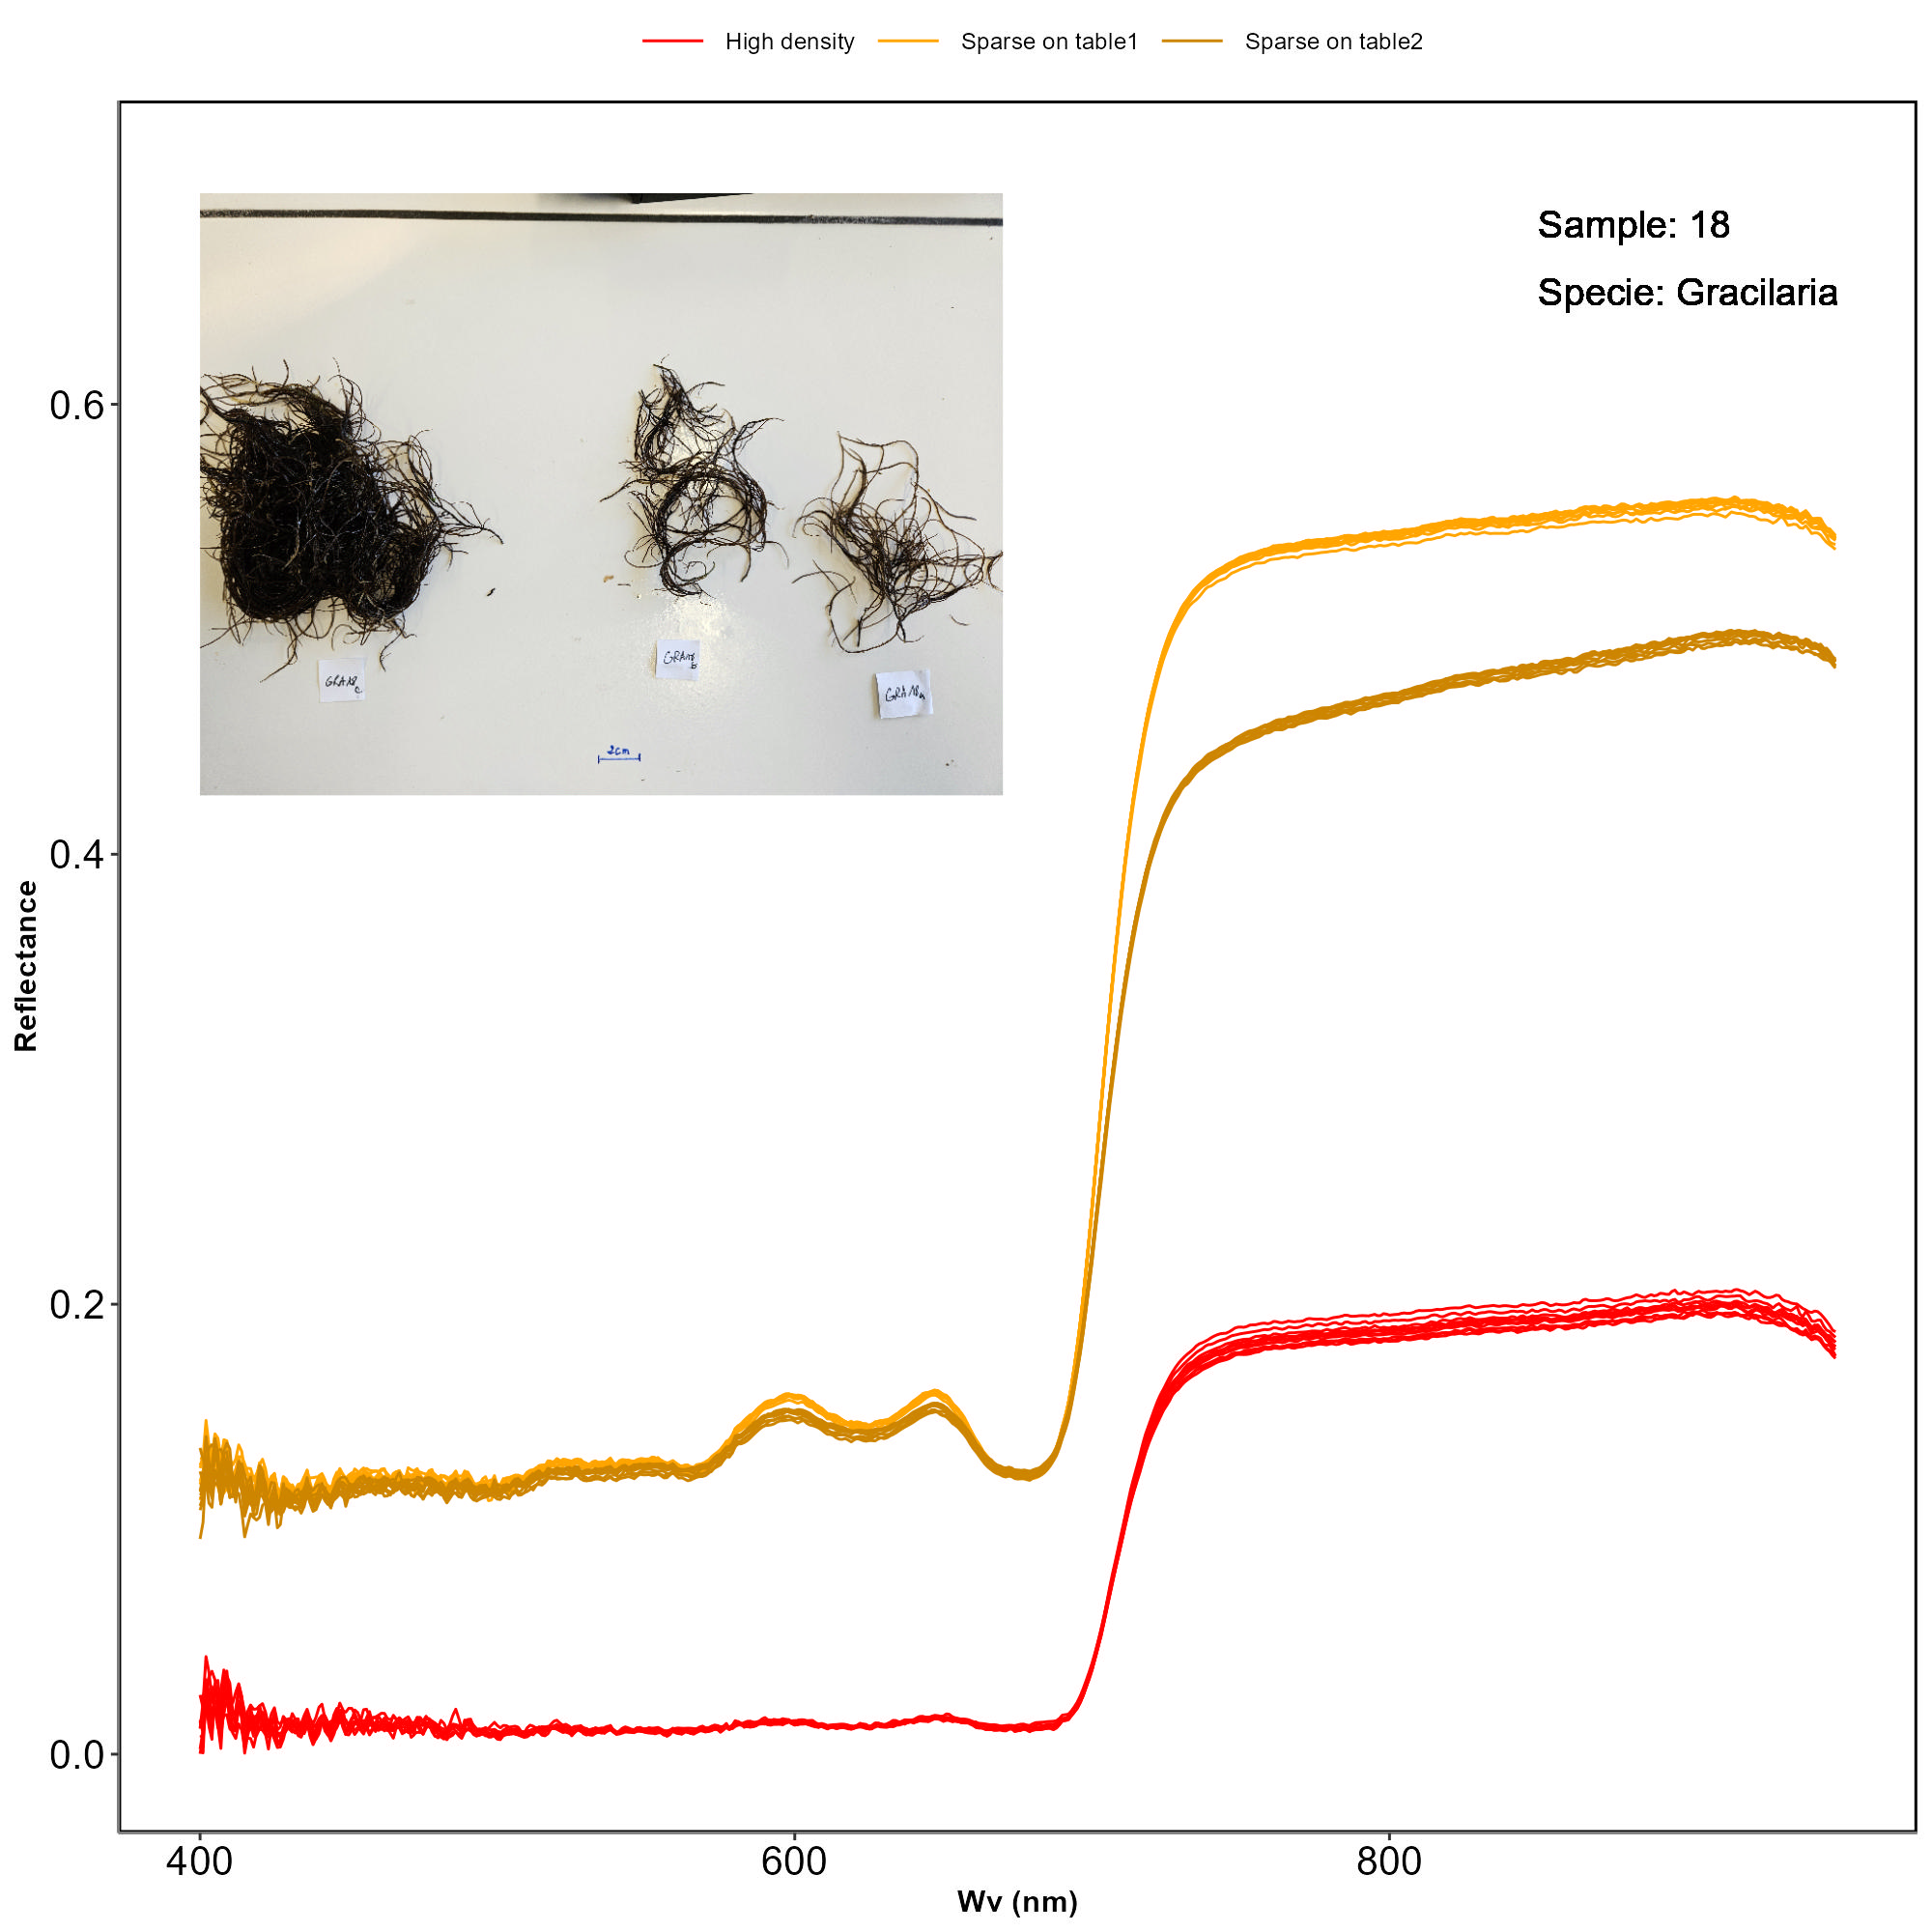 High density Sparse on table1 Sparse on table2
Sample: 18
Specie: Gracilaria
2cm
0.6
0.4
0.2
0.0
Reflectance
400 600 800
Wv (nm)